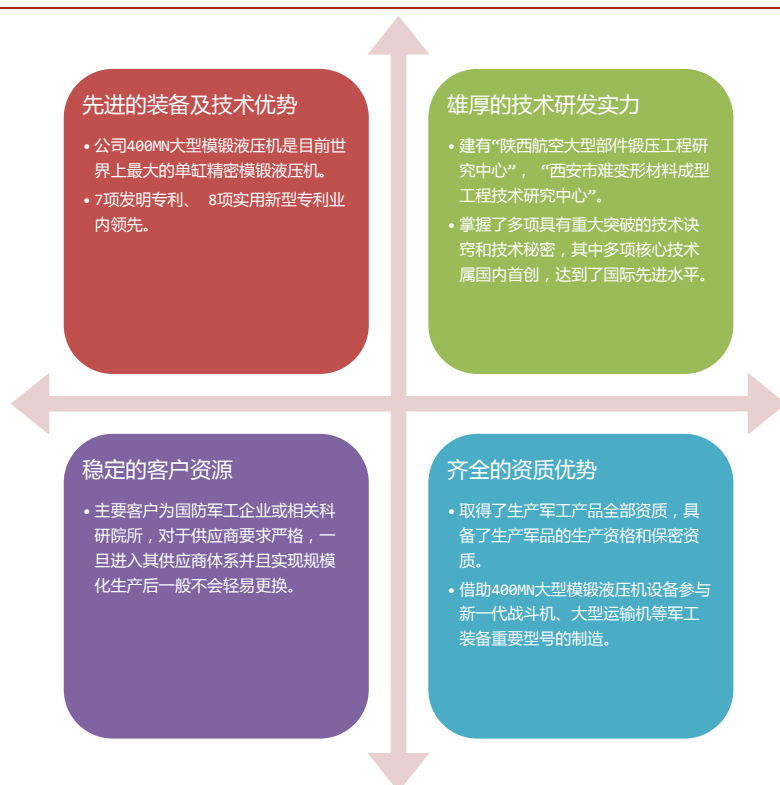 先进的装备及技术优势
•公司400MN大型模锻液压机是目前世
界上最大的单缸精密模锻液压机。
•7项发明专利、 8项实用新型专利业
内领先。
雄厚的技术研发实力
•建有“陕西航空大型部件锻压工程研
究中心”, “西安市难变形材料成型
工程技术研究中心”。
•掌握了多项具有重大突破的技术诀
窍和技术秘密,其中多项核心技术
属国内首创,达到了国际先进水平。
稳定的客户资源
•主要客户为国防军工企业或相关科
研院所,对于供应商要求严格,一
旦进入其供应商体系并且实现规模
化生产后一般不会轻易更换。
齐全的资质优势
•取得了生产军工产品全部资质,具
备了生产军品的生产资格和保密资
质。
•借助400MN大型模锻液压机设备参与
新一代战斗机、大型运输机等军工
装备重要型号的制造。